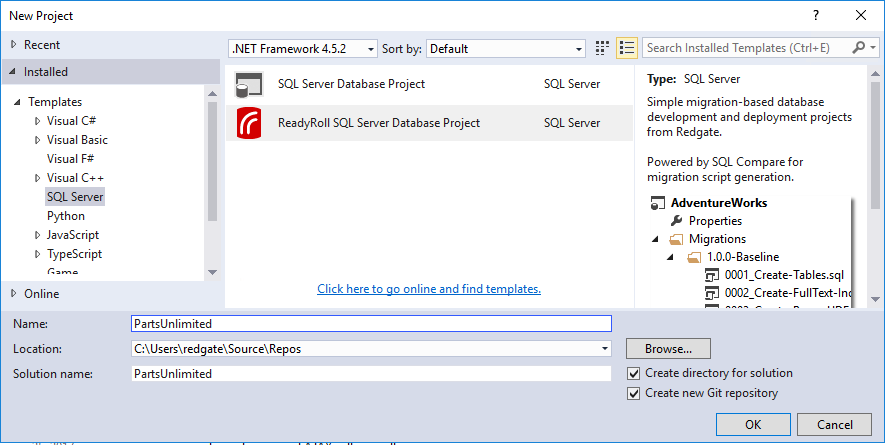 New Project
Recent
.NET Framework 4.5.2
Sort by:
Default
Search Installed Templates (Ctrl+E)
Installed
Templates
Visual C#
Visual Basic
Visual F#
Visual C++
SQL Server
Python
JavaScript
TypeScript
Game
Online
SQL Server Database Project
SQL Server
ReadyRoll SQL Server Database Project
SQL Server
Click here to go online and find templates.
Type: SQL Server
Simple migration-based database
development and deployment projects
from Redgate.
Powered by SQL Compare for
migration script generation.
AdventureWorks
Properties
Migrations
1.0.0-Baseline
0001_Create-Tables.sql
0002_Create-FullText-Inc
Name:
PartsUnlimited
Location:
C:\Users\redgate\Source\Repos
Browse...
Solution name:
PartsUnlimited
Create directory for solution
Create new Git repository
OK
Cancel